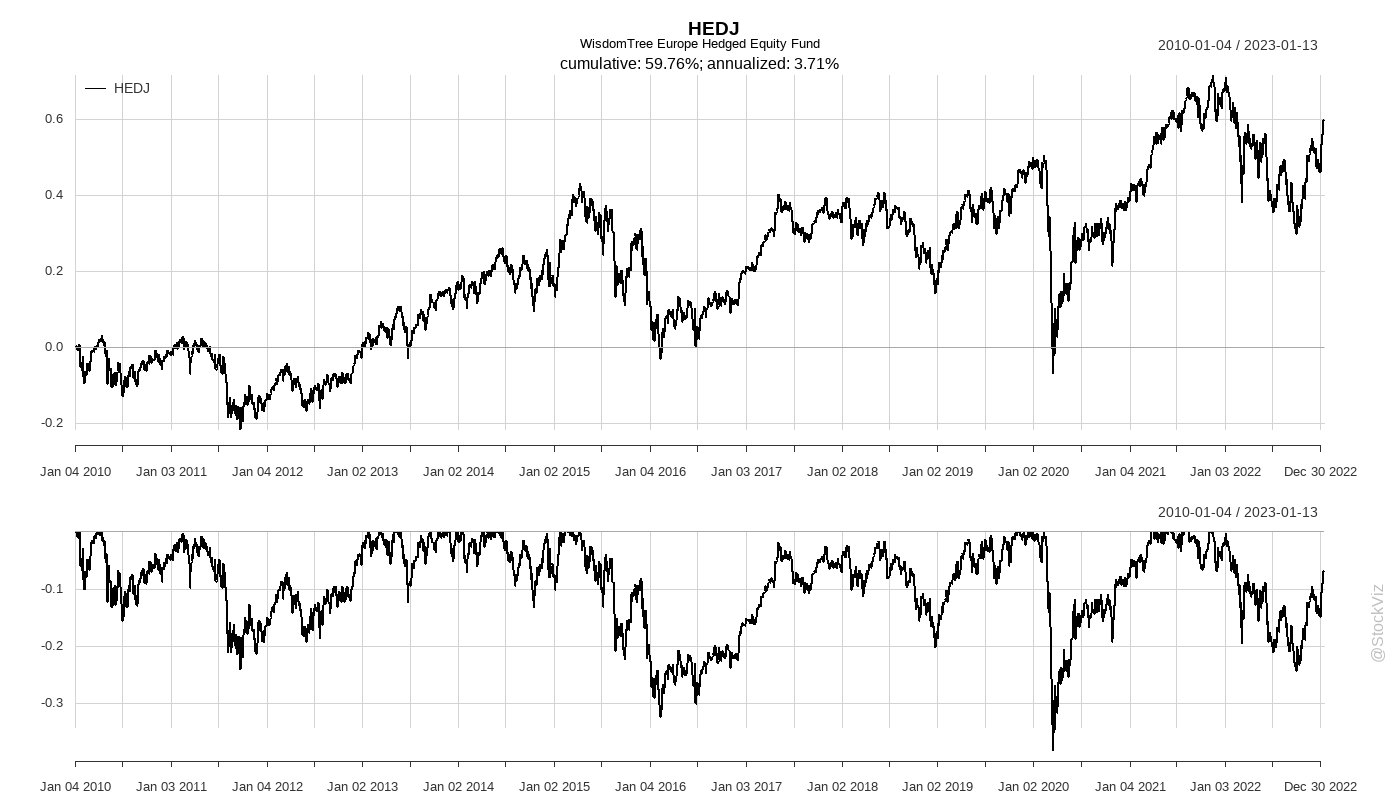 HEDJ
WisdomTree Europe Hedged Equity Fund
cumulative: 59.76%; annualized: 3.71%
2010-01-04 / 2023-01-13
HEDJ
0.6
0.4
0.2
0.0
-0.2
Jan 04 2010 Jan 03 2011 Jan 04 2012 Jan 02 2013 Jan 02 2014 Jan 02 2015 Jan 04 2016 Jan 03 2017 Jan 02 2018 Jan 02 2019 Jan 02 2020 Jan 04 2021 Jan 03 2022 Dec 30 2022
2010-01-04 / 2023-01-13
-0.1
-0.2
-0.3
@StockViz
Jan 04 2010 Jan 03 2011 Jan 04 2012 Jan 02 2013 Jan 02 2014 Jan 02 2015 Jan 04 2016 Jan 03 2017 Jan 02 2018 Jan 02 2019 Jan 02 2020 Jan 04 2021 Jan 03 2022 Dec 30 2022